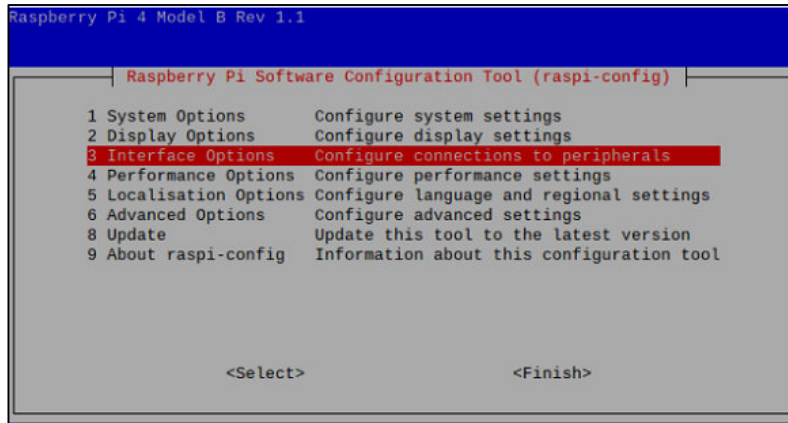 Raspberry Pi 4 Model B Rev 1.1
Raspberry Pi Software Configuration Tool (raspi-config)
1 System Options Configure system settings
2 Display Options Configure display settings
3 Interface Options Configure connections to peripherals
4 Performance Options Configure performance settings
5 Localisation Options Configure language and regional settings
6 Advanced Options Configure advanced settings
8 Update Update this tool to the latest version
9 About raspi-config Information about this configuration tool
<Select> <Finish>